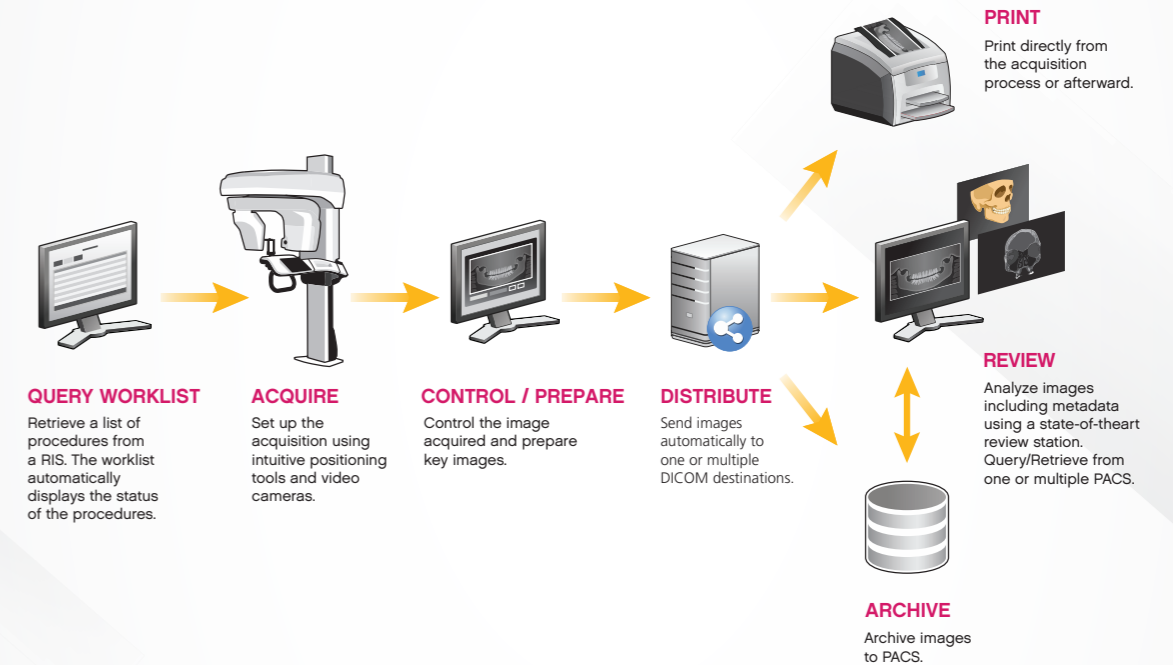 PRINT
Print directly from
the acquisition
process or afterward.
QUERY WORKLIST
Retrieve a list of
procedures from
a RIS. The worklist
automatically
displays the status
of the procedures.
ACQUIRE
Set up the
acquisition using
intuitive positioning
tools and video
cameras.
CONTROL / PREPARE
Control the image
acquired and prepare
key images.
DISTRIBUTE
Send images
automatically to
one or multiple
DICOM destinations.
REVIEW
Analyze images
including metadata
using a state-of-theart
review station.
Query/Retrieve from
one or multiple PACS.
ARCHIVE
Archive images
to PACS.